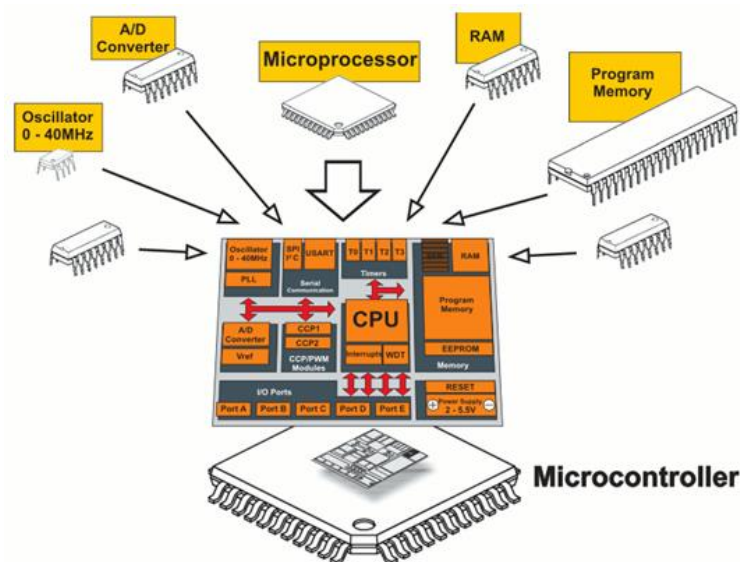 A/D
Converter
Microprocessor
RAM
Program
Memory
Oscillator
0 - 40MHz
Oscillator
0 - 40MHz
PLL
SPI
I²C
USART
Serial
Communication
T0 T1 T2 T3
Timers
RAM
Program
Memory
EEPROM
Memory
A/D
Converter
Vref
CCP1
CCP2
CCP/PWM
Modules
CPU
Interrupts
WDT
I/O Ports
Port A Port B Port C Port D Port E
RESET
Power Supply
2 - 5.5V
Microcontroller